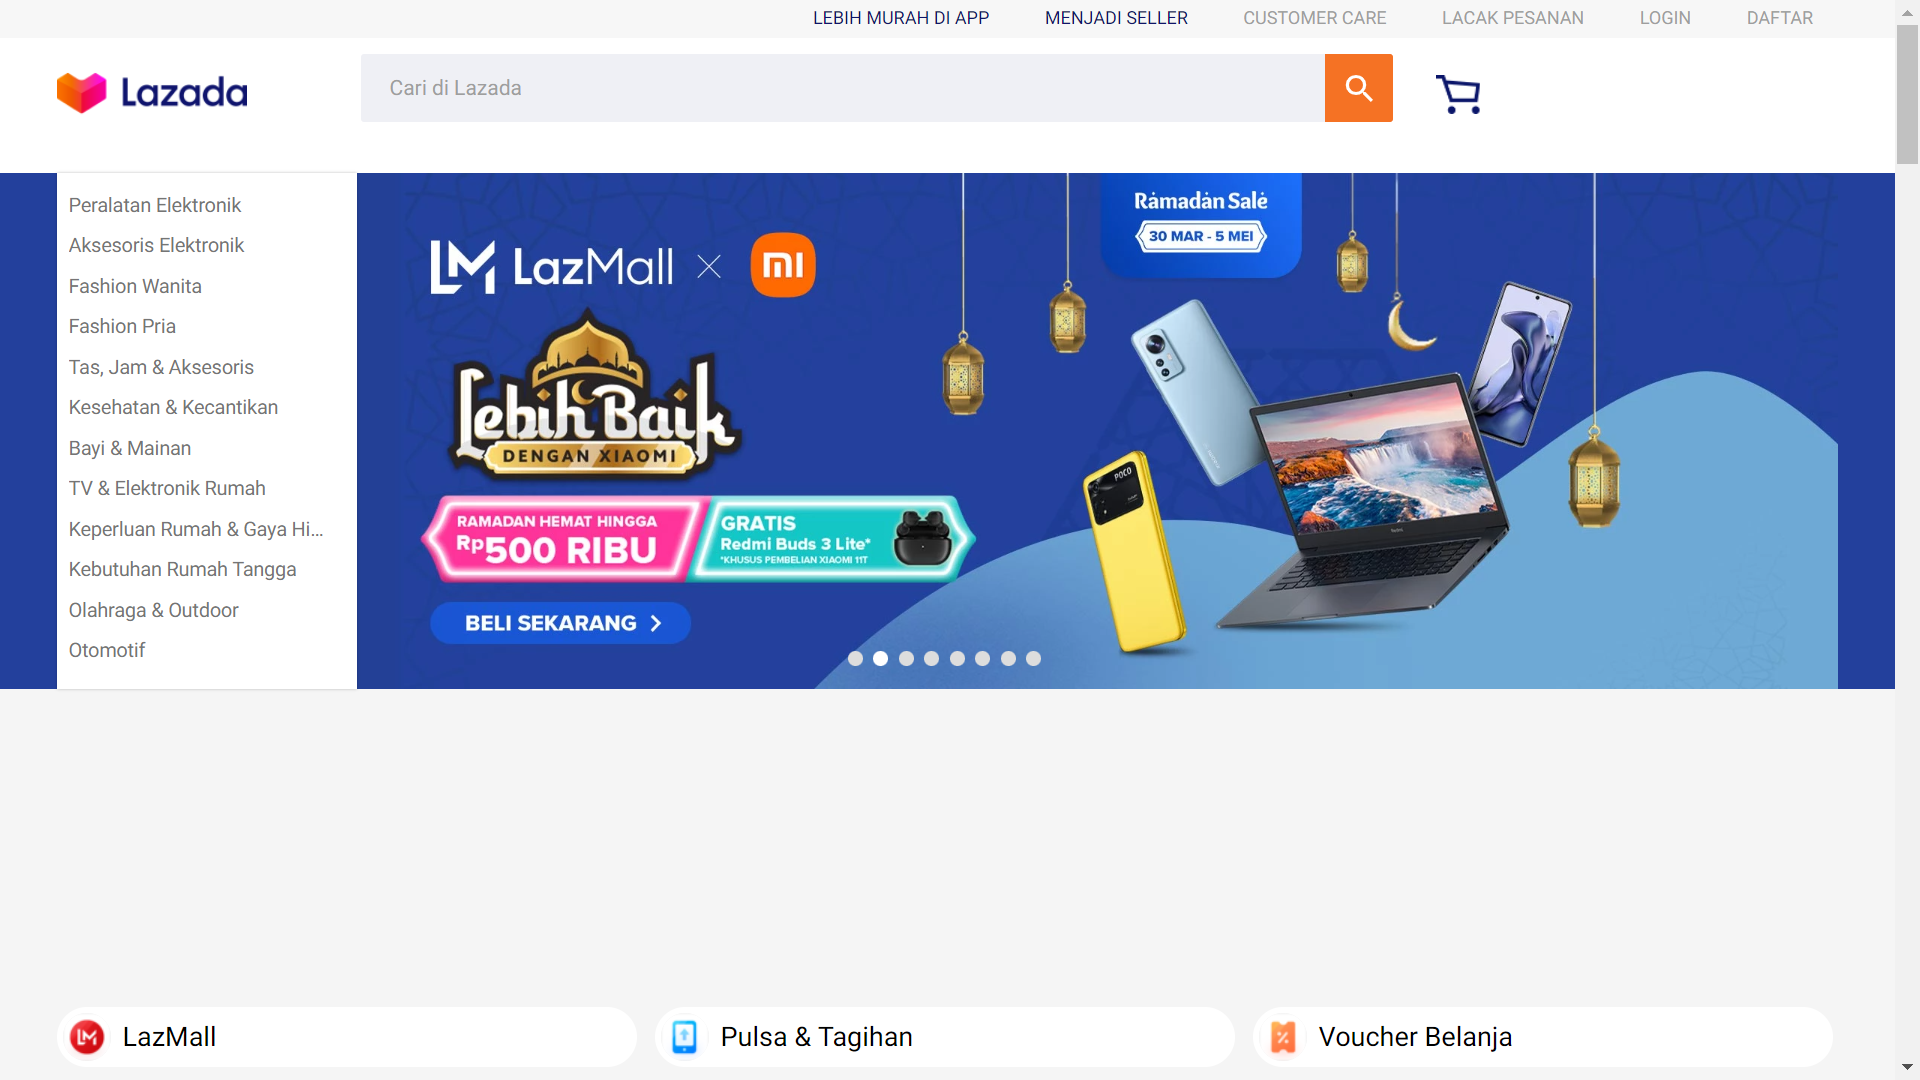 LEBIH MURAH DI APP
MENJADI SELLER
CUSTOMER CARE
LACAK PESANAN
LOGIN
DAFTAR
Lazada
Cari di Lazada
Peralatan Elektronik
Aksesoris Elektronik
Fashion Wanita
Fashion Pria
Tas, Jam & Aksesoris
Kesehatan & Kecantikan
Bayi & Mainan
TV & Elektronik Rumah
Keperluan Rumah & Gaya Hi...
Kebutuhan Rumah Tangga
Olahraga & Outdoor
Otomotif
Ramadan Sale
30 MAR - 5 MEI
LM LazMall
mi
Lebih Baik
DENGAN XIAOMI
RAMADAN HEMAT HINGGA
Rp500 RIBU
GRATIS
Redmi Buds 3 Lite*
*KHUSUS PEMBELIAN XIAOMI 11T
BELI SEKARANG
POCO
LazMall
Pulsa & Tagihan
Voucher Belanja